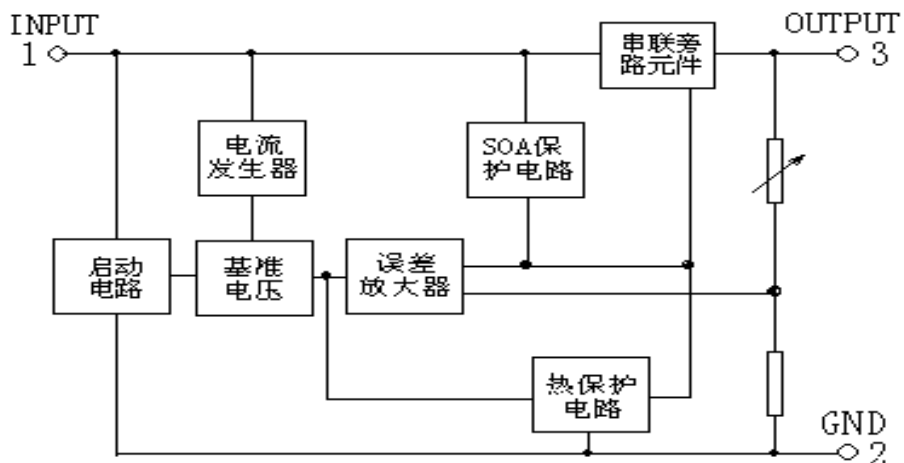 INPUT
1
OUTPUT
3
串联旁
路元件
电流
发生器
SOA保
护电路
启动
电路
基准
电压
误差
放大器
热保护
电路
GND
2